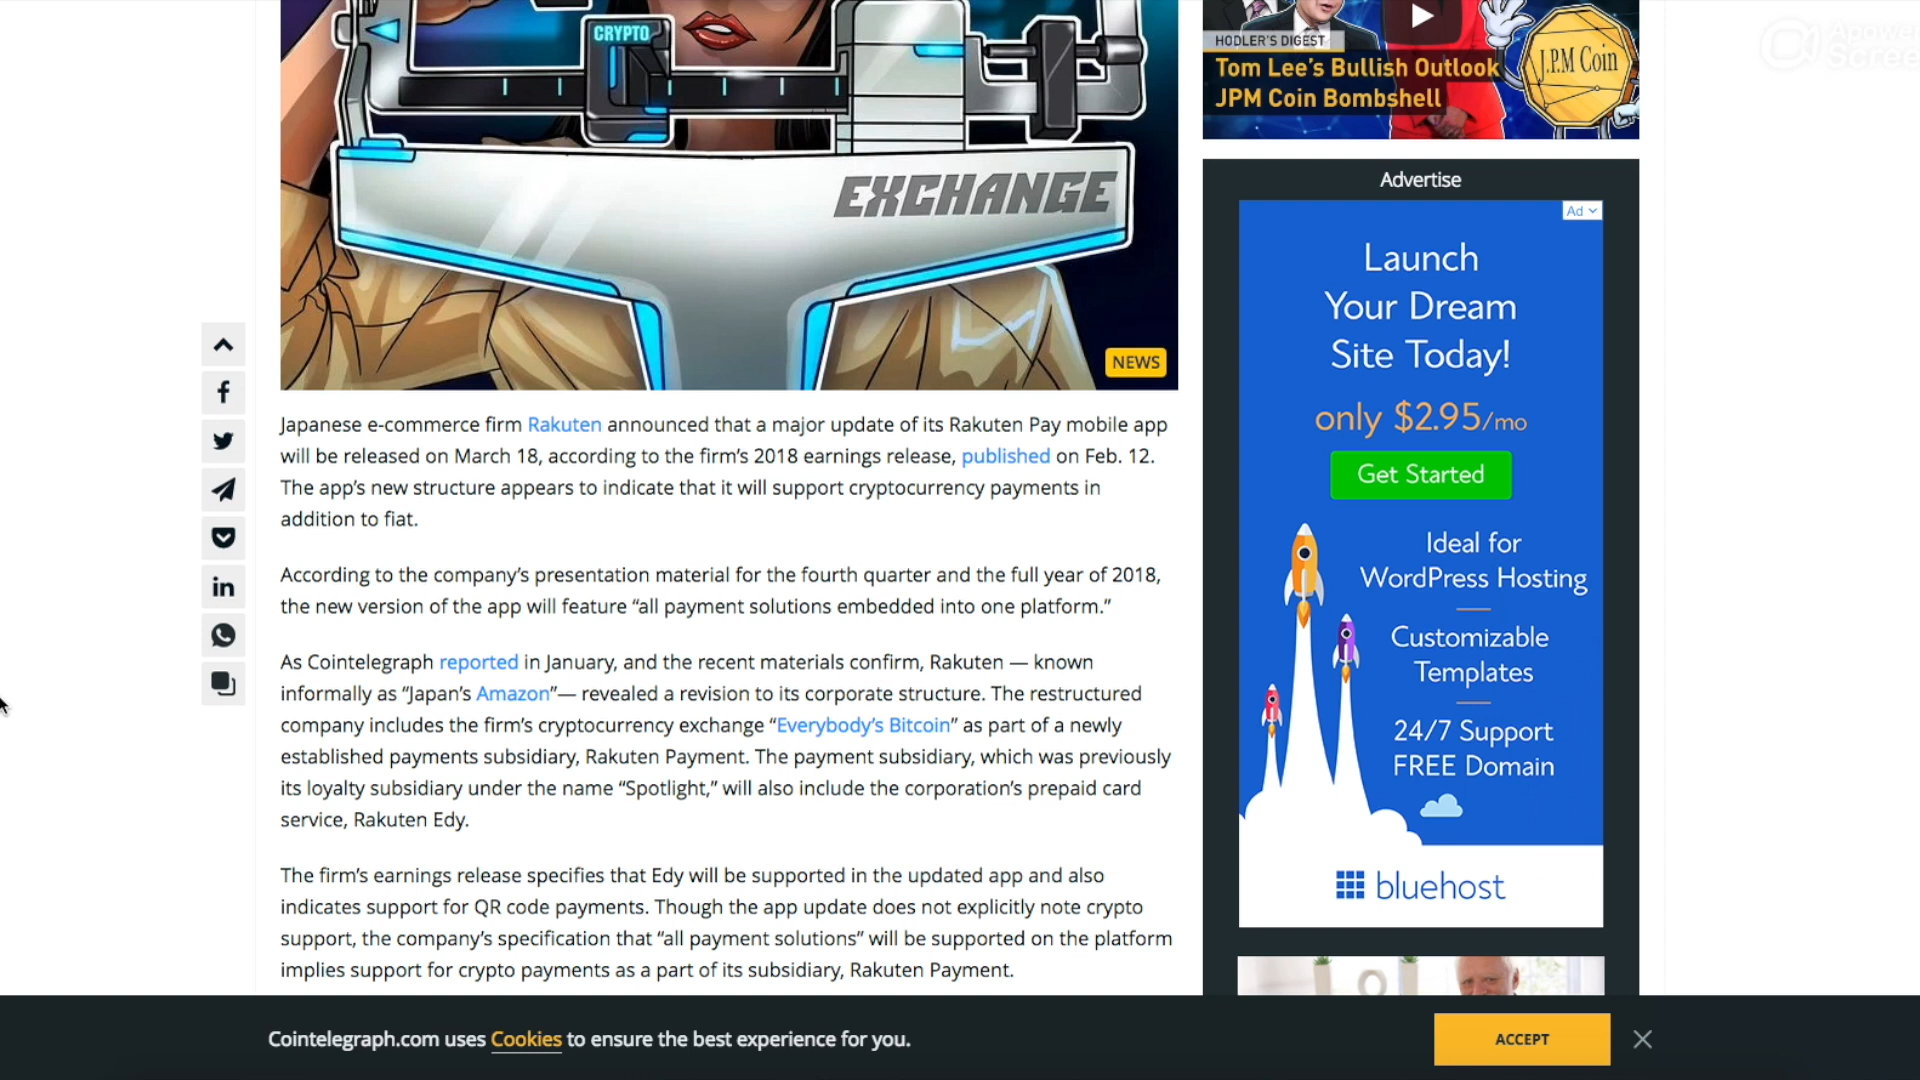 CRYPTO
EXCHANGE
NEWS
Japanese e-commerce firm Rakuten announced that a major update of its Rakuten Pay mobile app
will be released on March 18, according to the firm’s 2018 earnings release, published on Feb. 12.
The app’s new structure appears to indicate that it will support cryptocurrency payments in
addition to fiat.
According to the company’s presentation material for the fourth quarter and the full year of 2018,
the new version of the app will feature “all payment solutions embedded into one platform.”
As Cointelegraph reported in January, and the recent materials confirm, Rakuten — known
informally as “Japan’s Amazon”— revealed a revision to its corporate structure. The restructured
company includes the firm’s cryptocurrency exchange “Everybody’s Bitcoin” as part of a newly
established payments subsidiary, Rakuten Payment. The payment subsidiary, which was previously
its loyalty subsidiary under the name “Spotlight,” will also include the corporation’s prepaid card
service, Rakuten Edy.
The firm’s earnings release specifies that Edy will be supported in the updated app and also
indicates support for QR code payments. Though the app update does not explicitly note crypto
support, the company’s specification that “all payment solutions” will be supported on the platform
implies support for crypto payments as a part of its subsidiary, Rakuten Payment.
HODLER'S DIGEST
Tom Lee's Bullish Outlook
JPM Coin Bombshell
J.P.M Coin
Advertise
Ad
Launch
Your Dream
Site Today!
only $2.95/mo
Get Started
Ideal for
WordPress Hosting
Customizable
Templates
24/7 Support
FREE Domain
bluehost
Cointelegraph.com uses Cookies to ensure the best experience for you.
ACCEPT